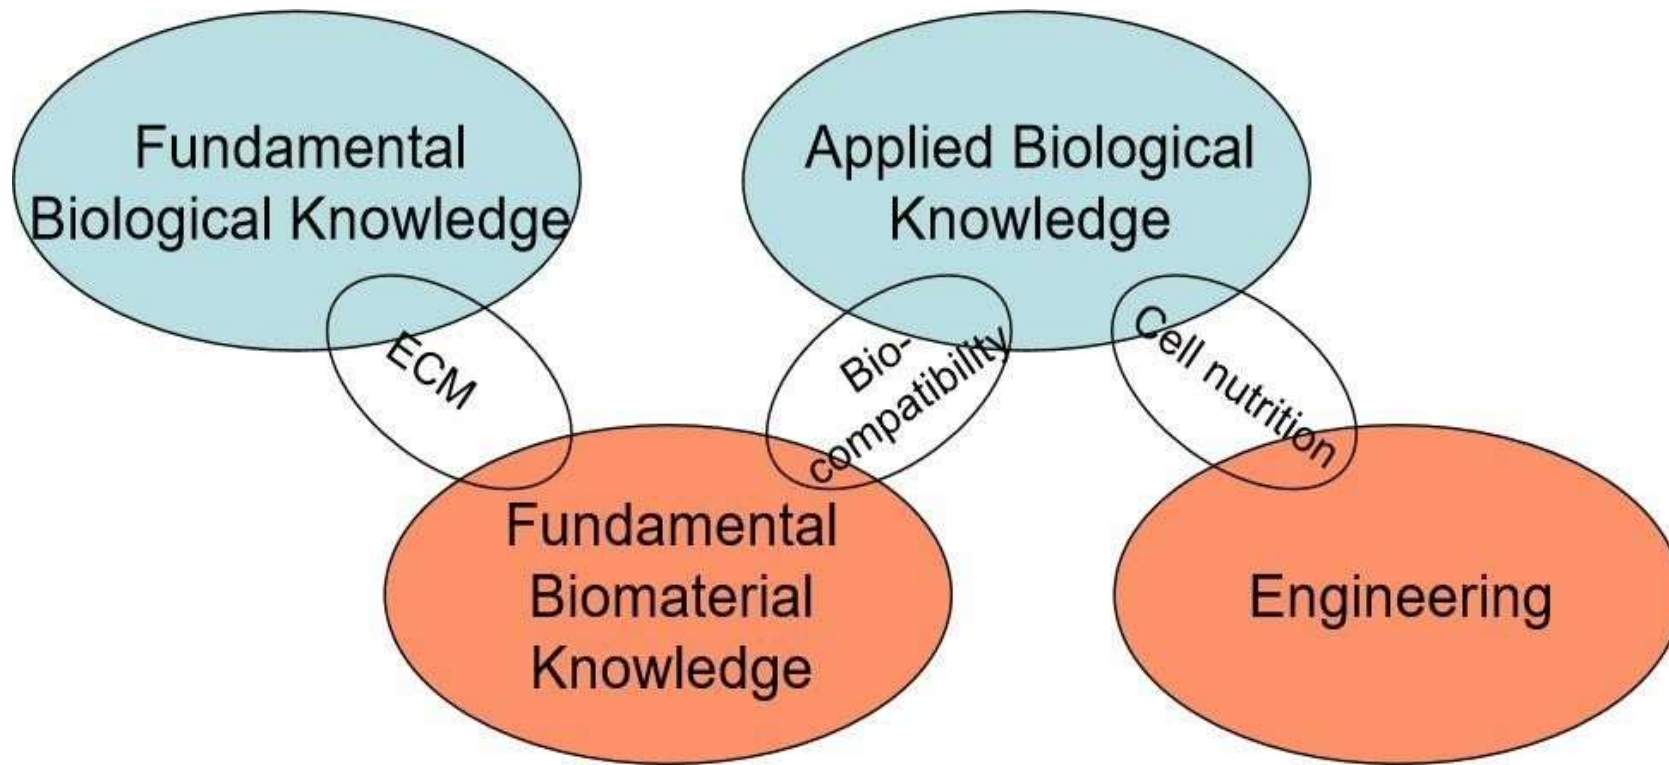 Fundamental
Biological Knowledge
Applied Biological
Knowledge
ECM
Bio-
compatibility
Cell nutrition
Fundamental
Biomaterial
Knowledge
Engineering